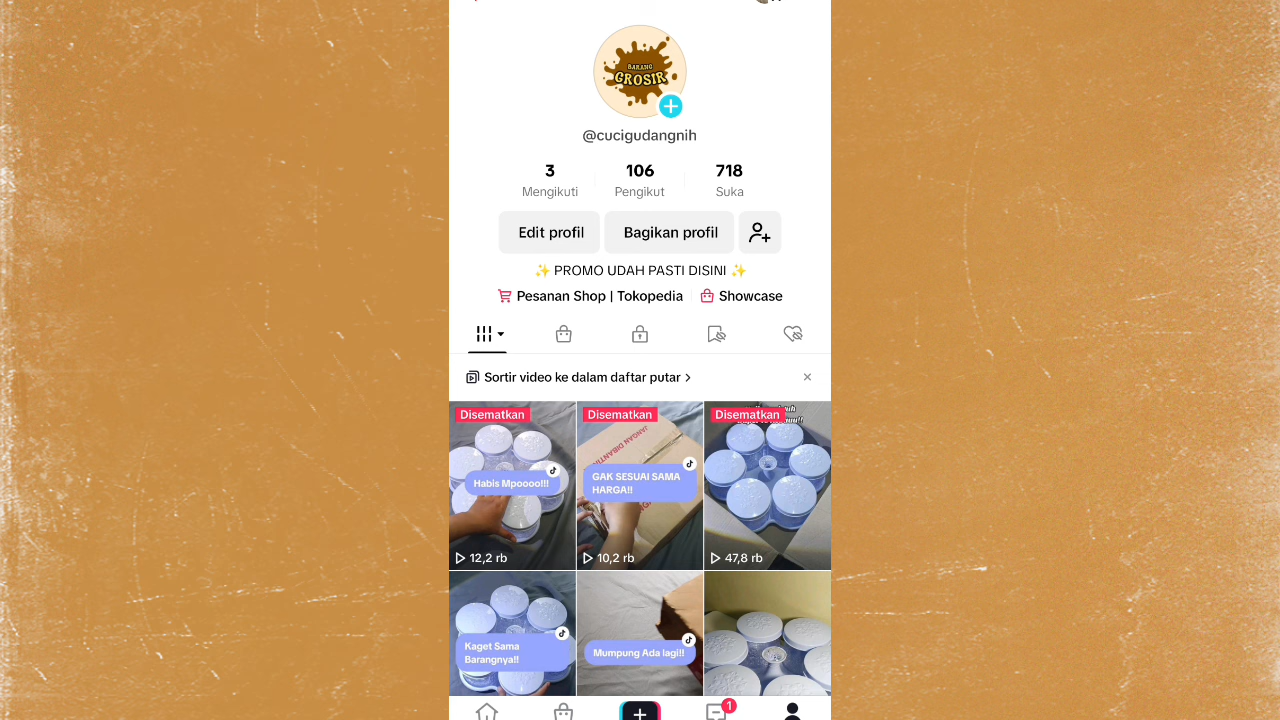 BARANG
GROSIR
@cucigudangnih
3 106 718
Mengikuti Pengikut Suka
Edit profil Bagikan profil
✨ PROMO UDAH PASTI DISINI ✨
Pesanan Shop | Tokopedia Showcase
Sortir video ke dalam daftar putar
Disematkan
Habis Mpoooo!!!
12,2 rb
Disematkan
JANGAN DIBANTING
GAK SESUAI SAMA
HARGA!!
10,2 rb
Disematkan
47,8 rb
Kaget Sama
Barangnya!!
Mumpung Ada lagi!!
1